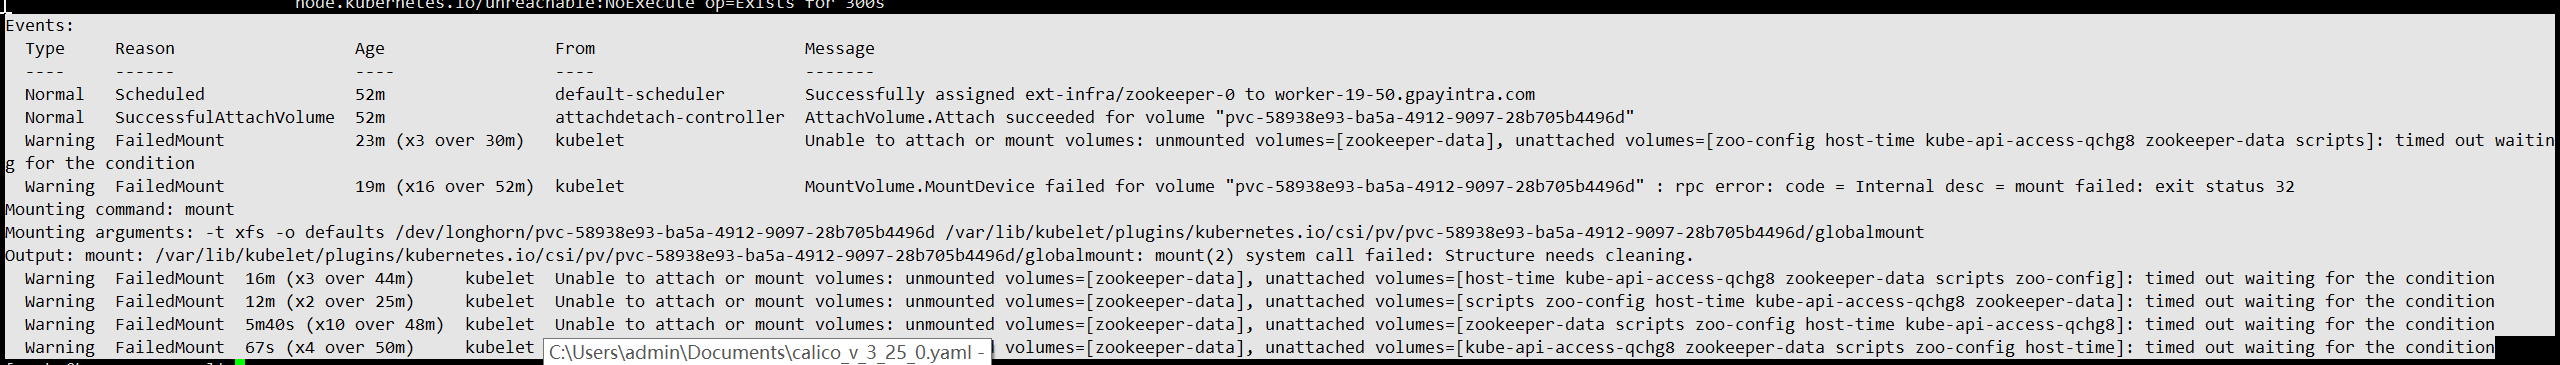 node.kubernetes.io/unreachable:NoExecute op=Exists for 300s
Events:
Type Reason Age From Message
---- ------ ---- ---- -------
Normal Scheduled 52m default-scheduler Successfully assigned ext-infra/zookeeper-0 to worker-19-50.gpayintra.com
Normal SuccessfulAttachVolume 52m attachdetach-controller AttachVolume.Attach succeeded for volume "pvc-58938e93-ba5a-4912-9097-28b705b4496d"
Warning FailedMount 23m (x3 over 30m) kubelet Unable to attach or mount volumes: unmounted volumes=[zookeeper-data], unattached volumes=[zoo-config host-time kube-api-access-qchg8 zookeeper-data scripts]: timed out waitin
g for the condition
Warning FailedMount 19m (x16 over 52m) kubelet MountVolume.MountDevice failed for volume "pvc-58938e93-ba5a-4912-9097-28b705b4496d" : rpc error: code = Internal desc = mount failed: exit status 32
Mounting command: mount
Mounting arguments: -t xfs -o defaults /dev/longhorn/pvc-58938e93-ba5a-4912-9097-28b705b4496d /var/lib/kubelet/plugins/kubernetes.io/csi/pv/pvc-58938e93-ba5a-4912-9097-28b705b4496d/globalmount
Output: mount: /var/lib/kubelet/plugins/kubernetes.io/csi/pv/pvc-58938e93-ba5a-4912-9097-28b705b4496d/globalmount: mount(2) system call failed: Structure needs cleaning.
Warning FailedMount 16m (x3 over 44m) kubelet Unable to attach or mount volumes: unmounted volumes=[zookeeper-data], unattached volumes=[host-time kube-api-access-qchg8 zookeeper-data scripts zoo-config]: timed out waiting for the condition
Warning FailedMount 12m (x2 over 25m) kubelet Unable to attach or mount volumes: unmounted volumes=[zookeeper-data], unattached volumes=[scripts zoo-config host-time kube-api-access-qchg8 zookeeper-data]: timed out waiting for the condition
Warning FailedMount 5m40s (x10 over 48m) kubelet Unable to attach or mount volumes: unmounted volumes=[zookeeper-data], unattached volumes=[zookeeper-data scripts zoo-config host-time kube-api-access-qchg8]: timed out waiting for the condition
Warning FailedMount 67s (x4 over 50m) kubelet C:\Users\admin\Documents\calico_v_3_25_0.yaml - volumes=[zookeeper-data], unattached volumes=[kube-api-access-qchg8 zookeeper-data scripts zoo-config host-time]: timed out waiting for the condition